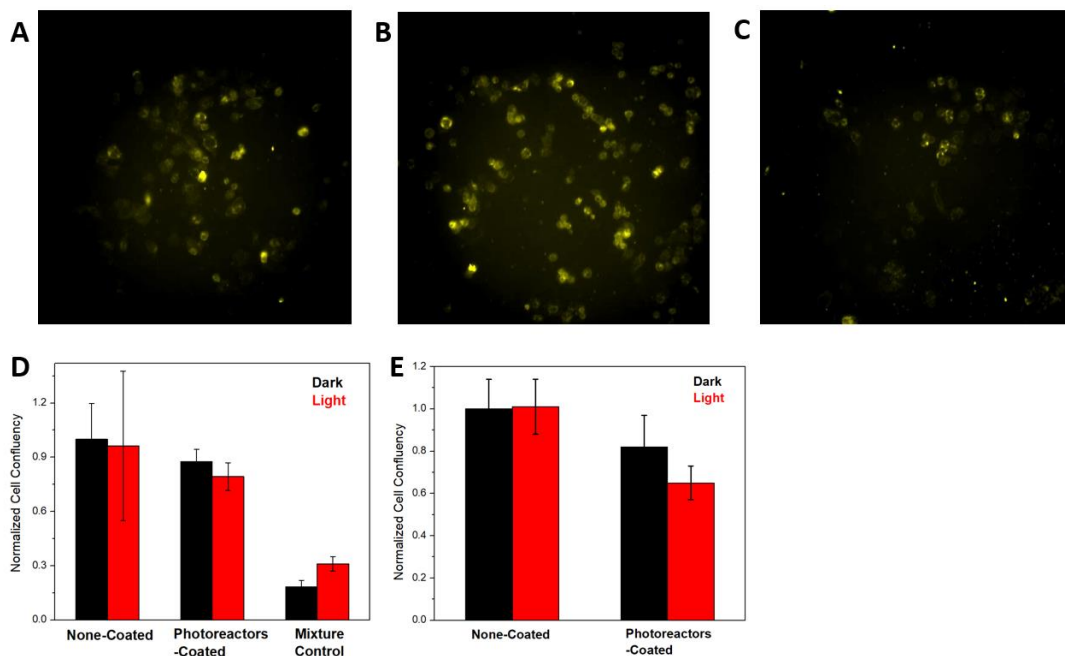 A
B
C
D
Dark
Light
Normalized Cell Confluency
1.2
0.9
0.6
0.3
0.0
None-Coated
Photoreactors
-Coated
Mixture
Control
E
Dark
Light
Normalized Cell Confluency
1.2
1.0
0.8
0.6
0.4
0.2
0.0
None-Coated
Photoreactors
-Coated